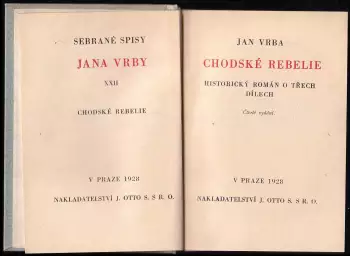 SEBRANÉ SPISY
JANA VRBY
XXII
CHODSKÉ REBELIE
V PRAZE 1928
NAKLADATELSTVÍ J. OTTO S. S R. O.
JAN VRBA
CHODSKÉ REBELIE
HISTORICKÝ ROMÁN O TŘECH
DÍLECH
Čtvrté vydání
V PRAZE 1928
NAKLADATELSTVÍ J. OTTO S. S R. O.